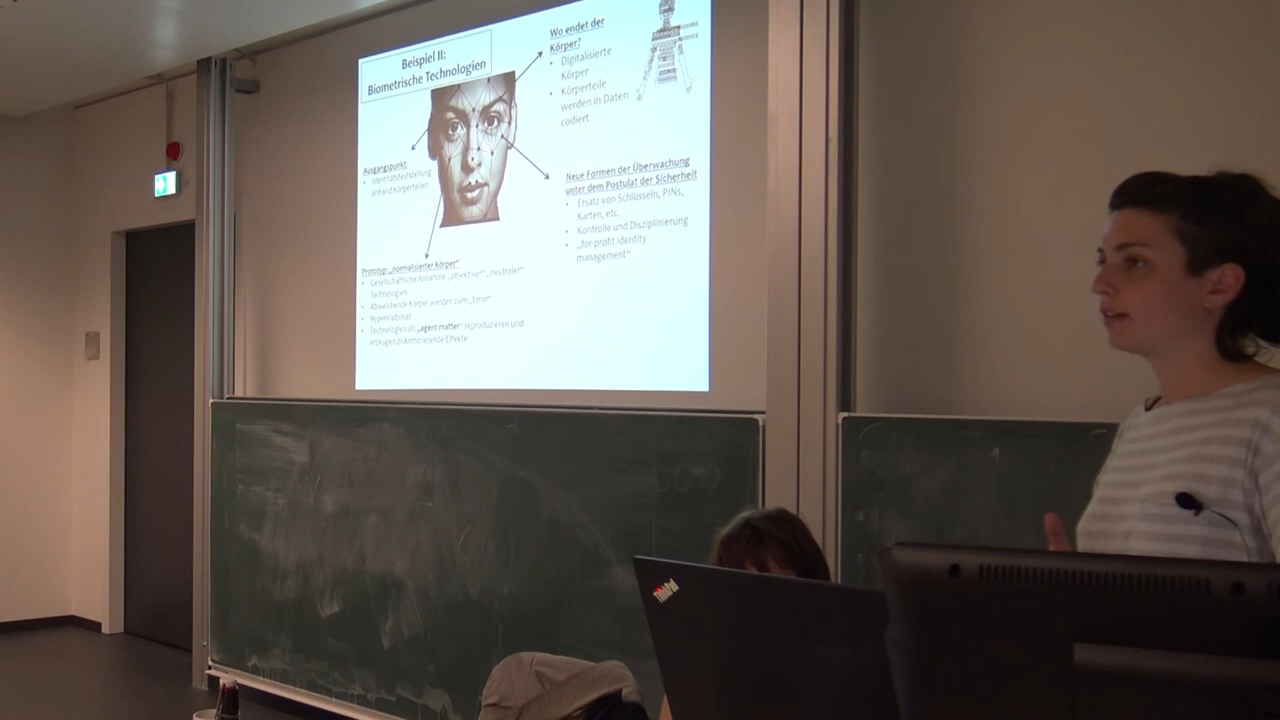 Beispiel II:
Biometrische Technologien
Wo endet der
Körper?
• Digitalisierte
Körper
• Körperteile
werden in Daten
codiert
Ausgangspunkt:
• Identitätsfeststellung
anhand Körperteilen
Neue Formen der Überwachung
unter dem Postulat der Sicherheit
• Ersatz von Schlüsseln, PINs,
Karten, etc.
• Kontrolle und Disziplinierung
• „for-profit identity
management“
Prototyp: „normalisierter Körper“
• Gesellschaftliche Annahme „objektiver“ „neutraler“
Technologien
• Abweichende Körper werden zum „Error“
• Hypervisibilität
• Technologien als „agent matter“ reproduzieren und
erzeugen diskriminierende Effekte
ThinkPad